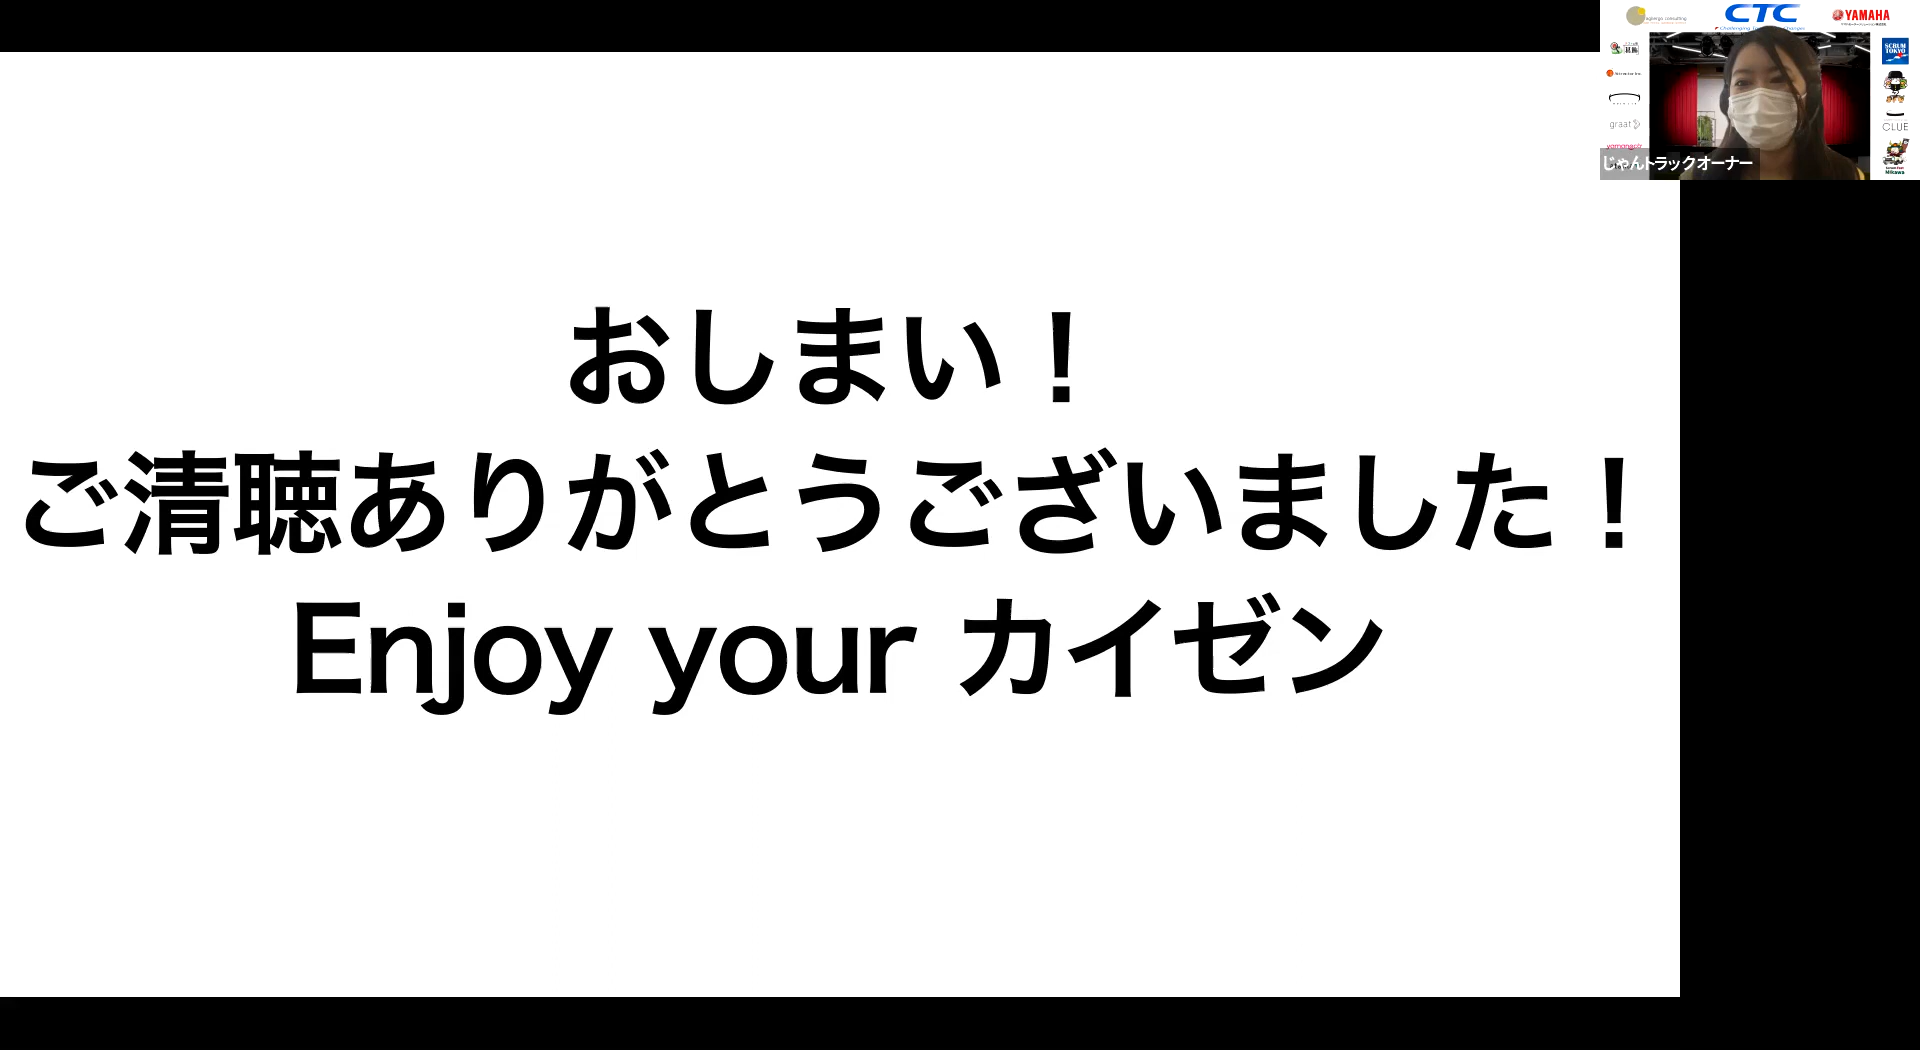 CTC
YAMAHA
SCRUM
TOKYO
graat
CLUE
Mikawa
じゃんトラックオーナー
おしまい！
ご清聴ありがとうございました！
Enjoy your カイゼン